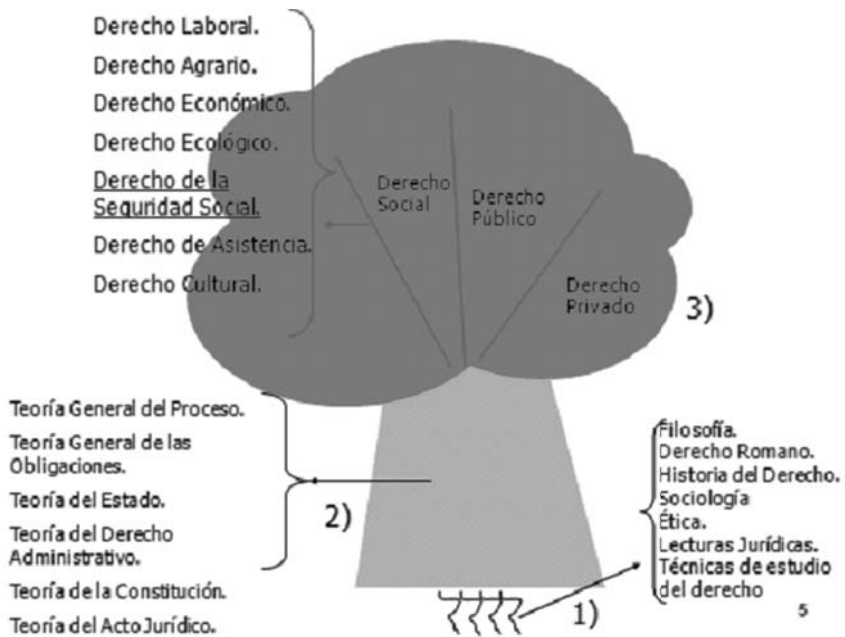 Derecho Laboral.
Derecho Agrario.
Derecho Económico.
Derecho Ecológico.
Derecho de la
Seguridad Social.
Derecho de Asistencia.
Derecho Cultural.
Derecho
Social
Derecho
Público
Derecho
Privado
3)
Teoría General del Proceso.
Teoría General de las
Obligaciones.
Teoría del Estado.
Teoría del Derecho
Administrativo.
Teoría de la Constitución.
Teoría del Acto Jurídico.
2)
Filosofía.
Derecho Romano.
Historia del Derecho.
Sociología
Ética.
Lecturas Jurídicas.
Técnicas de estudio
del derecho
1)
5